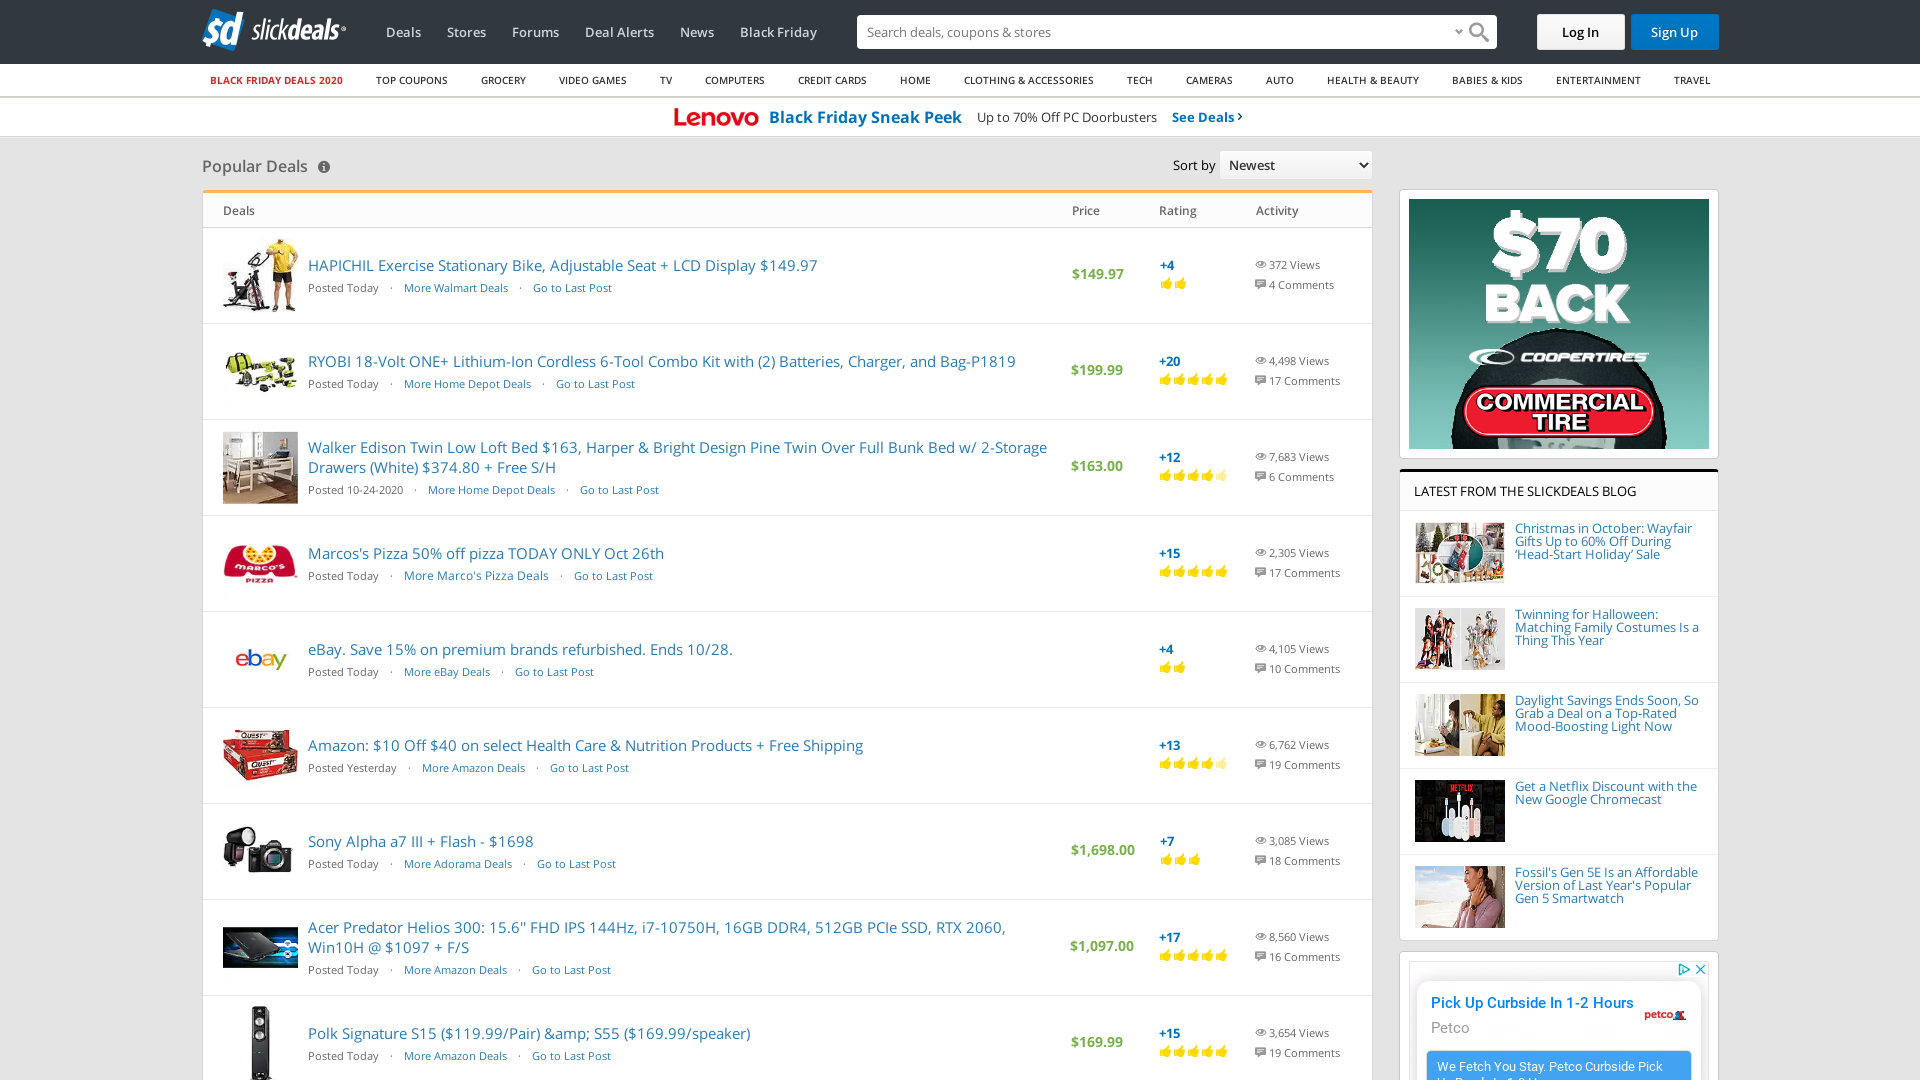 slickdeals
Deals
Stores
Forums
Deal Alerts
News
Black Friday
Search deals, coupons & stores
Log In
Sign Up
BLACK FRIDAY DEALS 2020
TOP COUPONS
GROCERY
VIDEO GAMES
TV
COMPUTERS
CREDIT CARDS
HOME
CLOTHING & ACCESSORIES
TECH
CAMERAS
AUTO
HEALTH & BEAUTY
BABIES & KIDS
ENTERTAINMENT
TRAVEL
Lenovo Black Friday Sneak Peek Up to 70% Off PC Doorbusters See Deals
Popular Deals
Sort by Newest
Deals Price Rating Activity
HAPICHIL Exercise Stationary Bike, Adjustable Seat + LCD Display $149.97
Posted Today · More Walmart Deals · Go to Last Post
$149.97
+4
372 Views
4 Comments
RYOBI 18-Volt ONE+ Lithium-Ion Cordless 6-Tool Combo Kit with (2) Batteries, Charger, and Bag-P1819
Posted Today · More Home Depot Deals · Go to Last Post
$199.99
+20
4,498 Views
17 Comments
Walker Edison Twin Low Loft Bed $163, Harper & Bright Design Pine Twin Over Full Bunk Bed w/ 2-Storage
Drawers (White) $374.80 + Free S/H
Posted 10-24-2020 · More Home Depot Deals · Go to Last Post
$163.00
+12
7,683 Views
6 Comments
MARCO'S
PIZZA
Marcos's Pizza 50% off pizza TODAY ONLY Oct 26th
Posted Today · More Marco's Pizza Deals · Go to Last Post
+15
2,305 Views
17 Comments
ebay
eBay. Save 15% on premium brands refurbished. Ends 10/28.
Posted Today · More eBay Deals · Go to Last Post
+4
4,105 Views
10 Comments
QUEST
Amazon: $10 Off $40 on select Health Care & Nutrition Products + Free Shipping
Posted Yesterday · More Amazon Deals · Go to Last Post
+13
6,762 Views
19 Comments
Sony Alpha a7 III + Flash - $1698
Posted Today · More Adorama Deals · Go to Last Post
$1,698.00
+7
3,085 Views
18 Comments
Acer Predator Helios 300: 15.6'' FHD IPS 144Hz, i7-10750H, 16GB DDR4, 512GB PCIe SSD, RTX 2060,
Win10H @ $1097 + F/S
Posted Today · More Amazon Deals · Go to Last Post
$1,097.00
+17
8,560 Views
16 Comments
Polk Signature S15 ($119.99/Pair) &amp; S55 ($169.99/speaker)
Posted Today · More Amazon Deals · Go to Last Post
$169.99
+15
3,654 Views
19 Comments
$70
BACK
COOPERTIRES
COMMERCIAL
TIRE
LATEST FROM THE SLICKDEALS BLOG
Christmas in October: Wayfair
Gifts Up to 60% Off During
‘Head-Start Holiday’ Sale
Twinning for Halloween:
Matching Family Costumes Is a
Thing This Year
Daylight Savings Ends Soon, So
Grab a Deal on a Top-Rated
Mood-Boosting Light Now
NETFLIX
Get a Netflix Discount with the
New Google Chromecast
Fossil's Gen 5E Is an Affordable
Version of Last Year's Popular
Gen 5 Smartwatch
Pick Up Curbside In 1-2 Hours
Petco
petco
We Fetch You Stay. Petco Curbside Pick